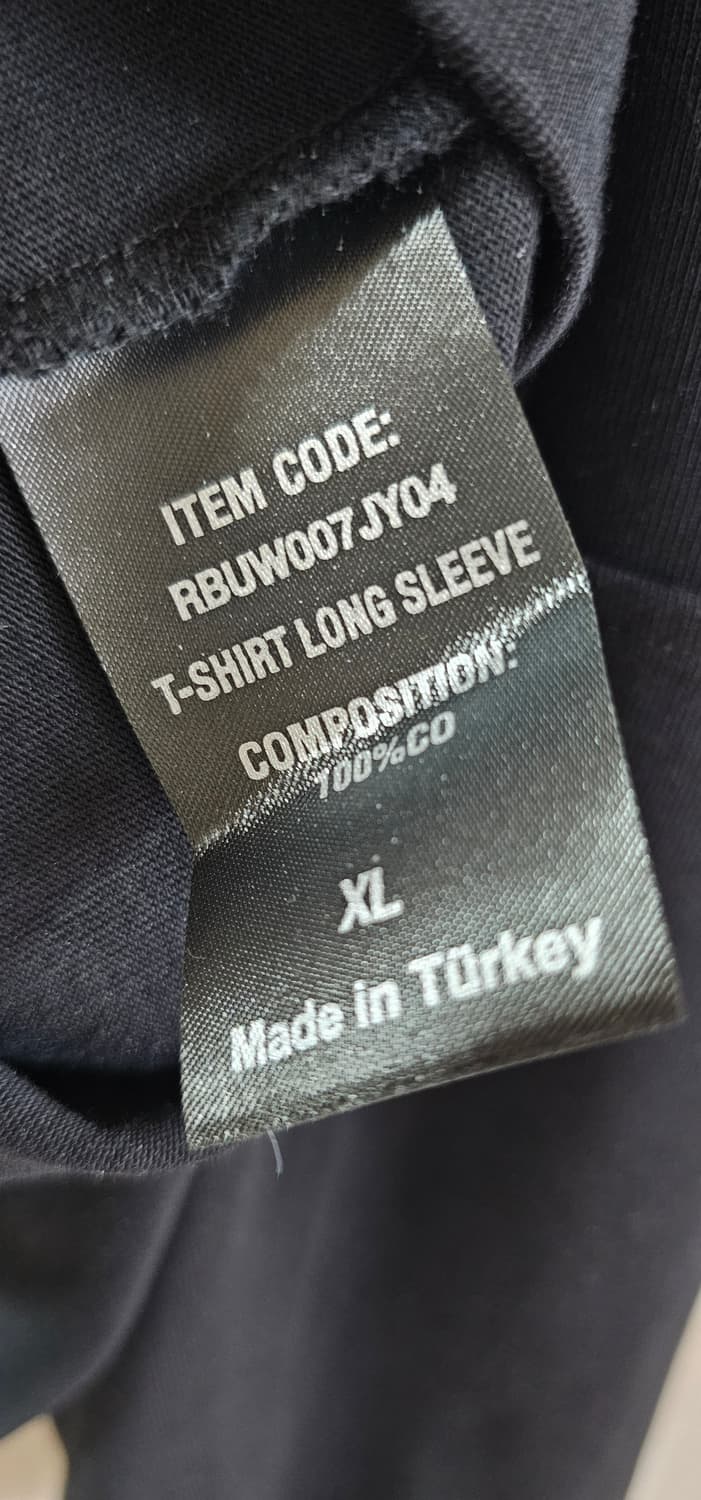 ITEM CODE:
RBUW007JY04
T-SHIRT LONG SLEEVE
COMPOSITION:
100%CO
XL
Made in Türkey